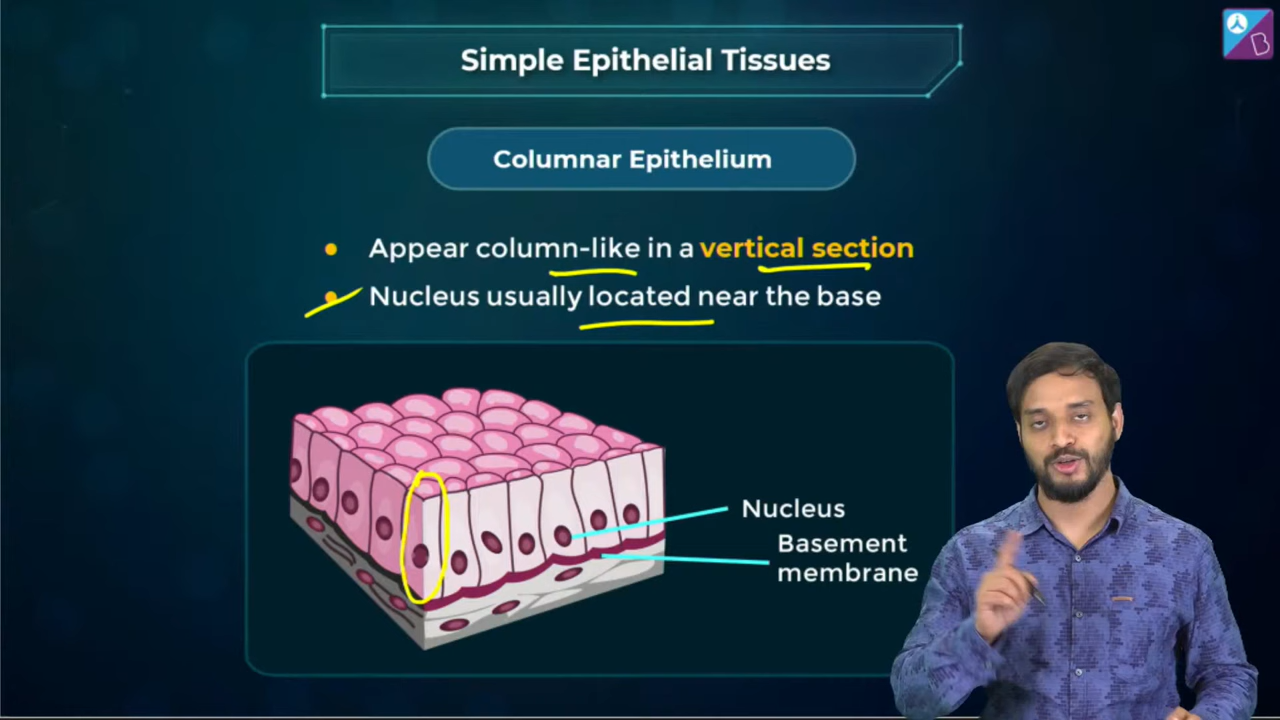 Simple Epithelial Tissues
Columnar Epithelium
Appear column-like in a vertical section
Nucleus usually located near the base
Nucleus
Basement
membrane
B